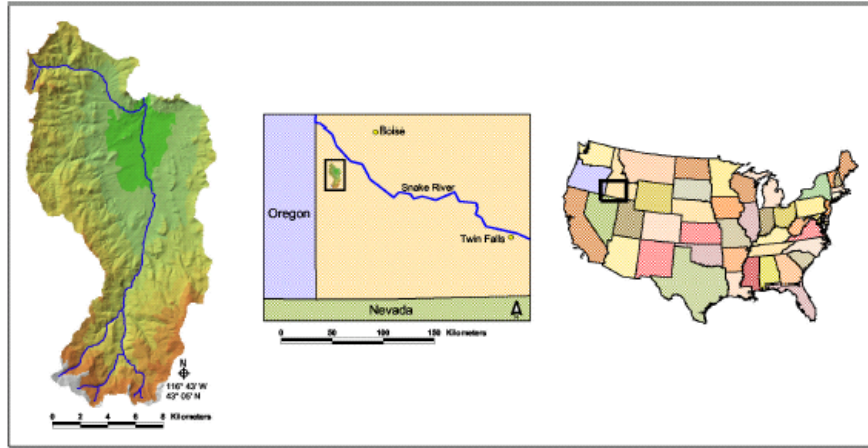 N
116° 43' W
43° 05' N
0 2 4 6 8 Kilometers
Boise
Snake River
Oregon
Twin Falls
Nevada
0 50 100 150
Kilometers